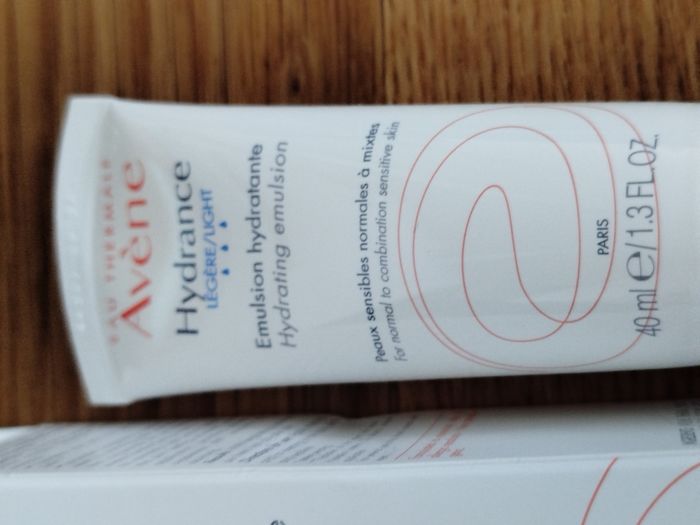 EAU THERMALE
Avène
Hydrance
LÉGÈRE/LIGHT
Emulsion hydratante
Hydrating emulsion
Peaux sensibles normales à mixtes
For normal to combination sensitive skin
PARIS
40 ml e/1.3 FL.OZ.